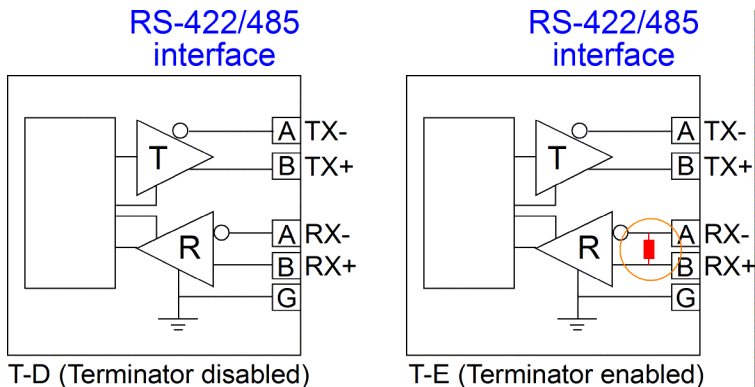 RS-422/485
interface
T
A TX-
B TX+
R
A RX-
B RX+
G
T-D (Terminator disabled)
RS-422/485
interface
T
A TX-
B TX+
R
A RX-
B RX+
G
T-E (Terminator enabled)